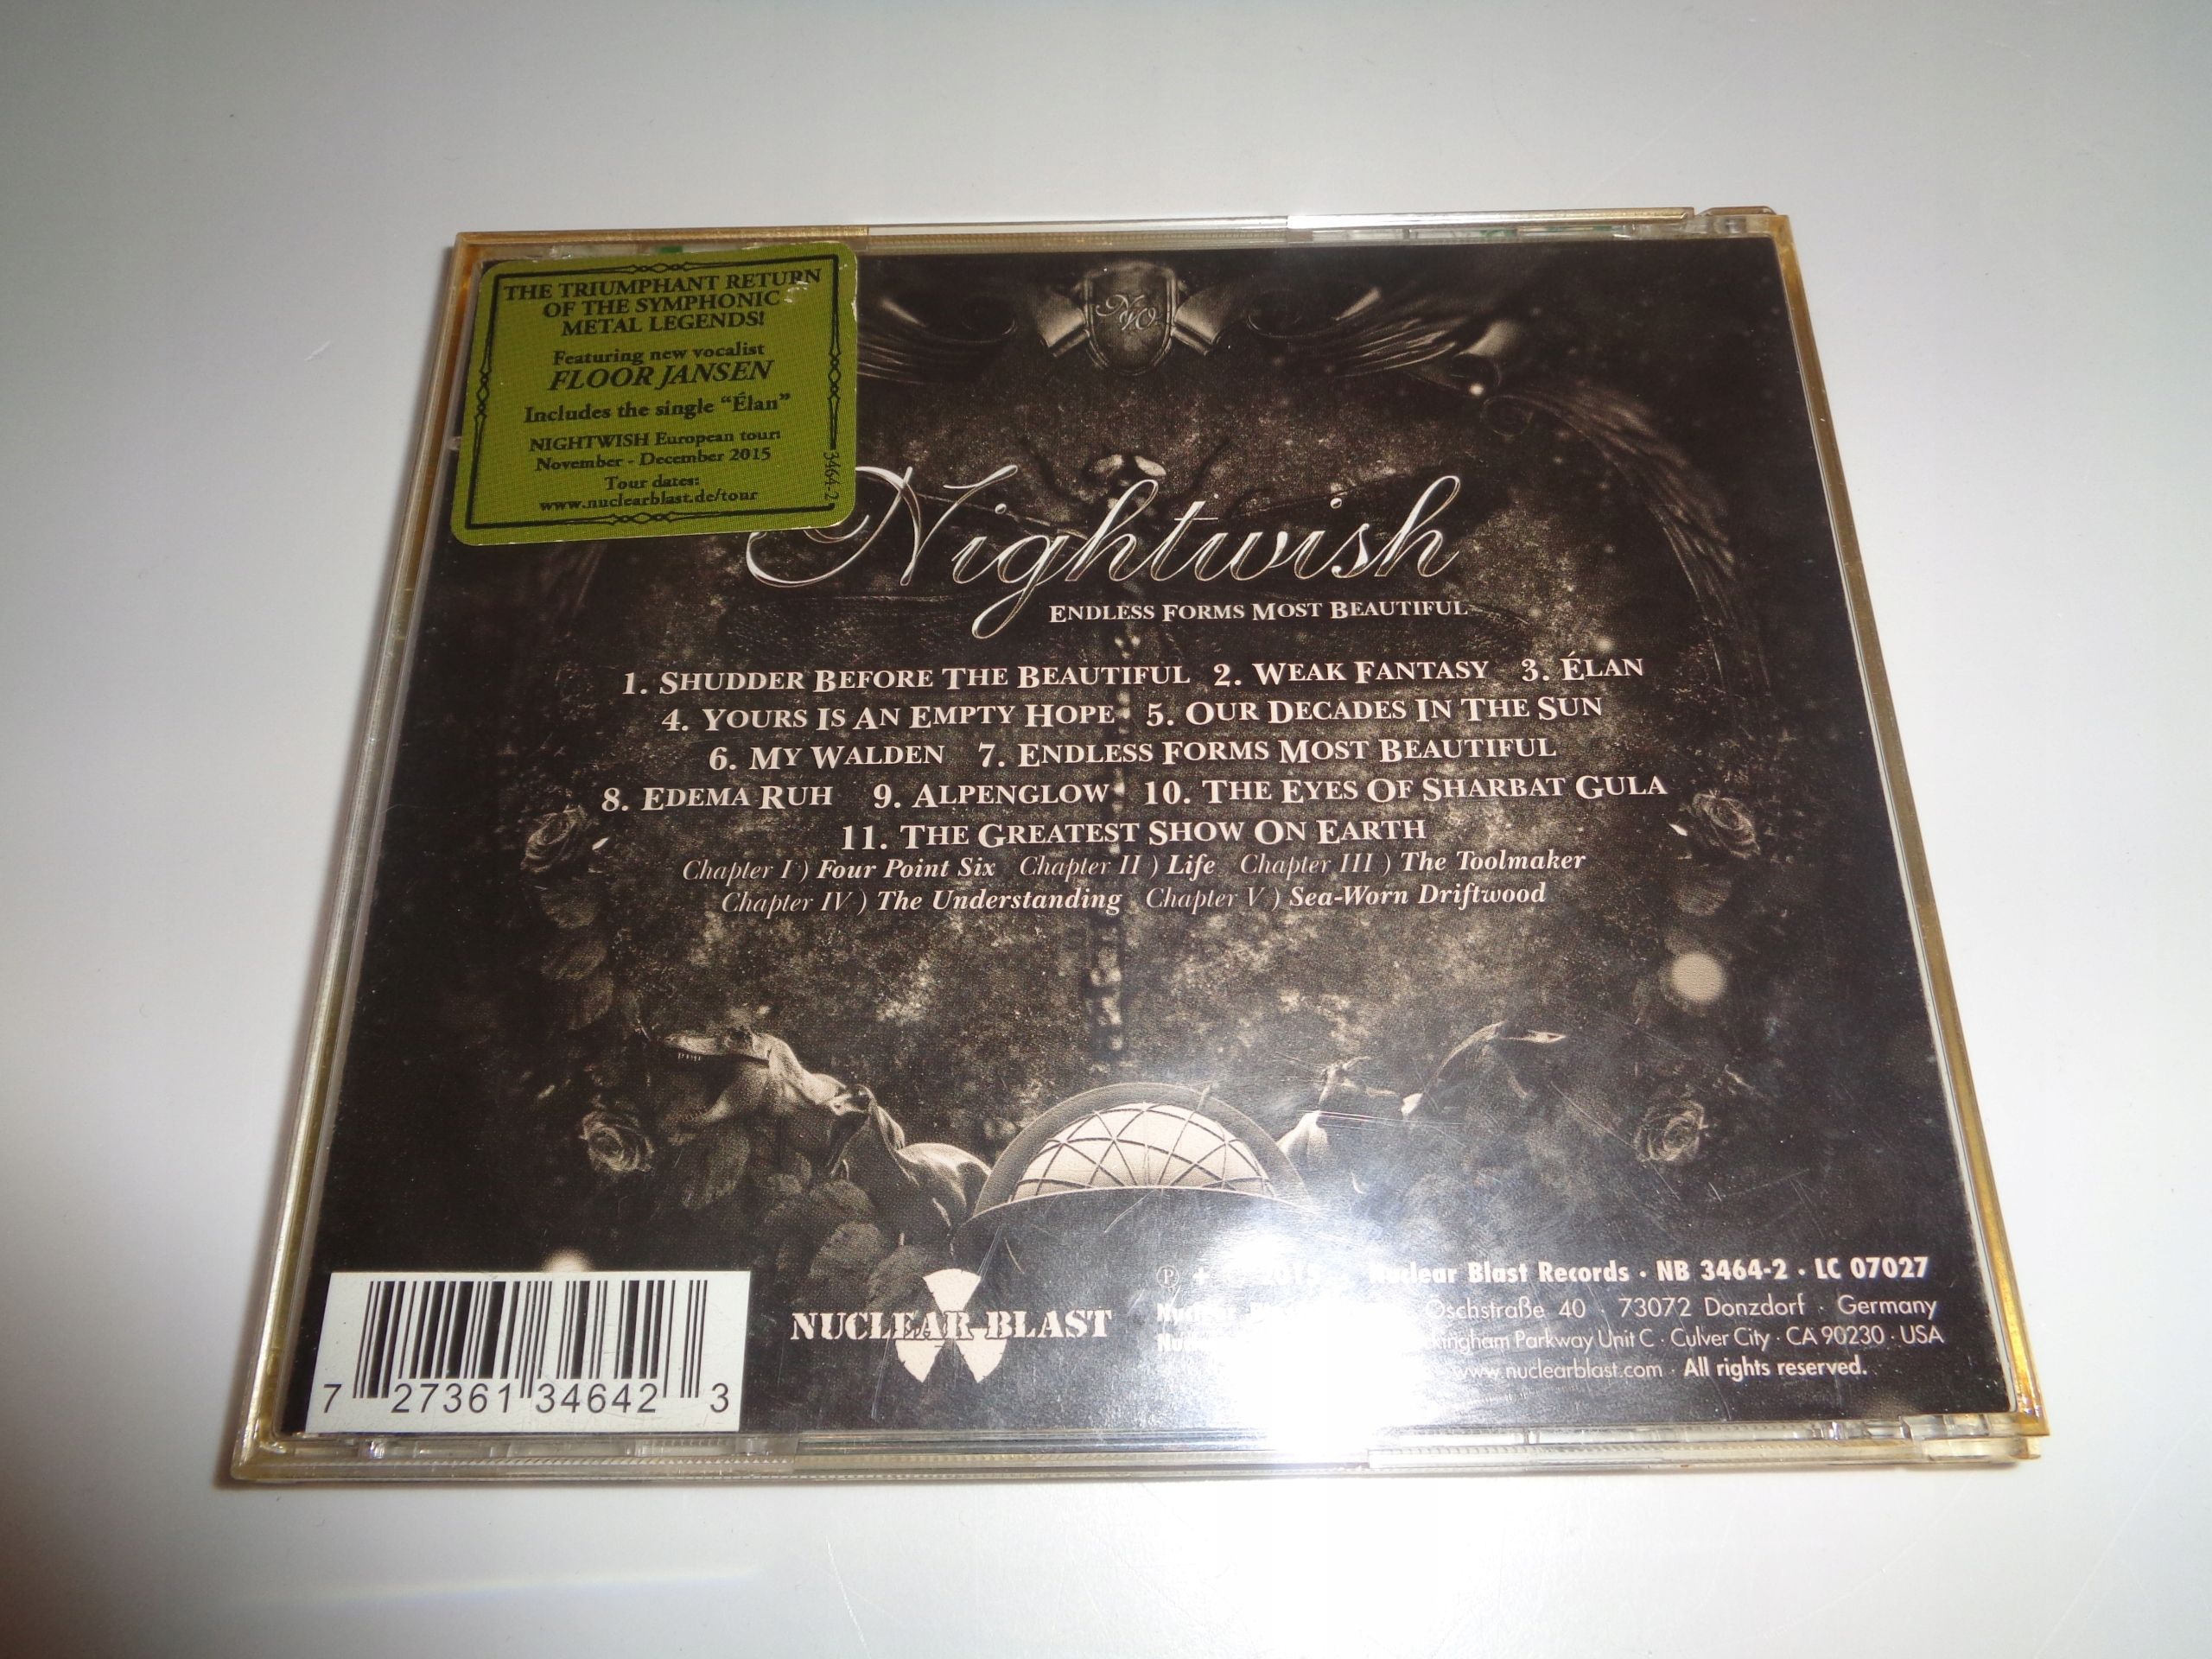 THE TRIUMPHANT RETURN
OF THE SYMPHONIC
METAL LEGENDS!
Featuring new vocalist
FLOOR JANSEN
Includes the single “Élan”
NIGHTWISH European tour:
November - December 2015
Tour dates:
www.nuclearblast.de/tour
3464-2
Nightwish
ENDLESS FORMS MOST BEAUTIFUL
1. SHUDDER BEFORE THE BEAUTIFUL 2. WEAK FANTASY 3. ÉLAN
4. YOURS IS AN EMPTY HOPE 5. OUR DECADES IN THE SUN
6. MY WALDEN 7. ENDLESS FORMS MOST BEAUTIFUL
8. EDEMA RUH 9. ALPENGLOW 10. THE EYES OF SHARBAT GULA
11. THE GREATEST SHOW ON EARTH
Chapter I ) Four Point Six Chapter II ) Life Chapter III ) The Toolmaker
Chapter IV ) The Understanding Chapter V ) Sea-Worn Driftwood
7 27361 34642 3
NUCLEAR BLAST
℗ + 2015 Nuclear Blast Records · NB 3464-2 · LC 07027
Oschstraße 40 · 73072 Donzdorf · Germany
Parkway Unit C · Culver City · CA 90230 · USA
www.nuclearblast.com · All rights reserved.